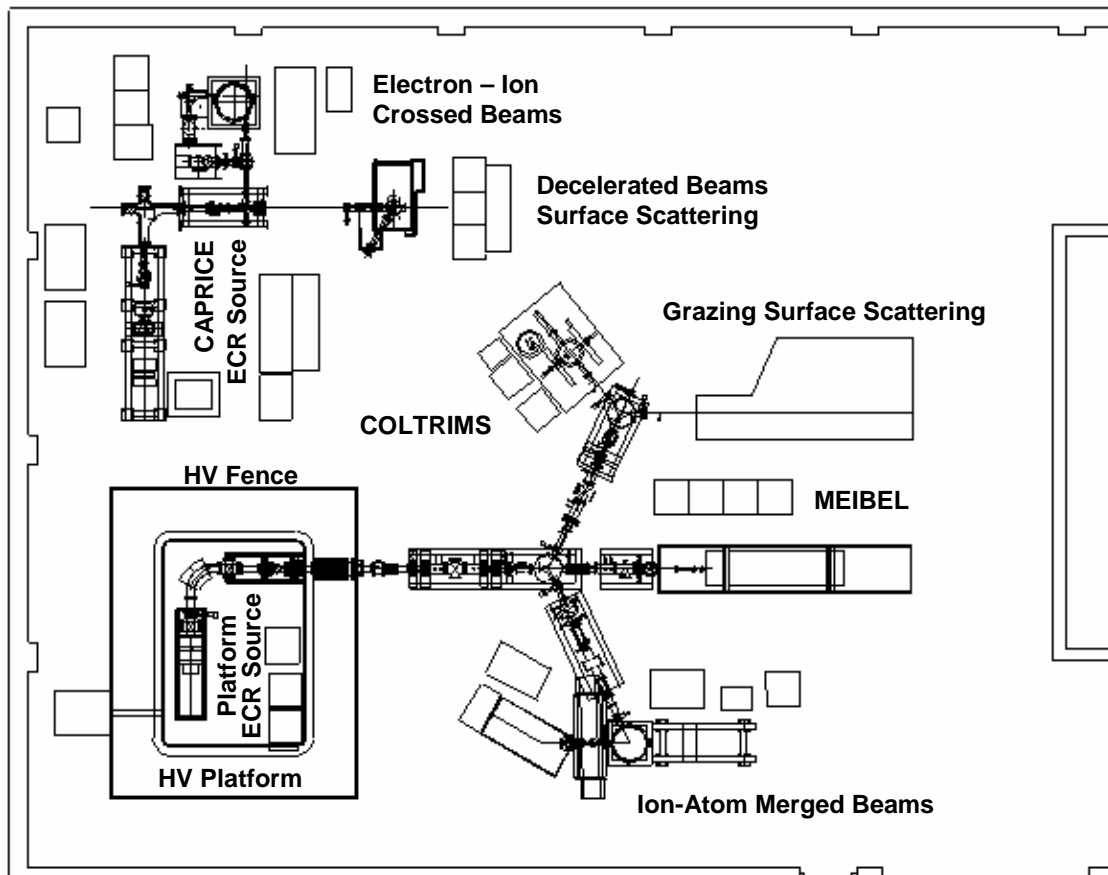 Electron – Ion
Crossed Beams
Decelerated Beams
Surface Scattering
CAPRICE
ECR Source
Grazing Surface Scattering
COLTRIMS
HV Fence
MEIBEL
Platform
ECR Source
HV Platform
Ion-Atom Merged Beams